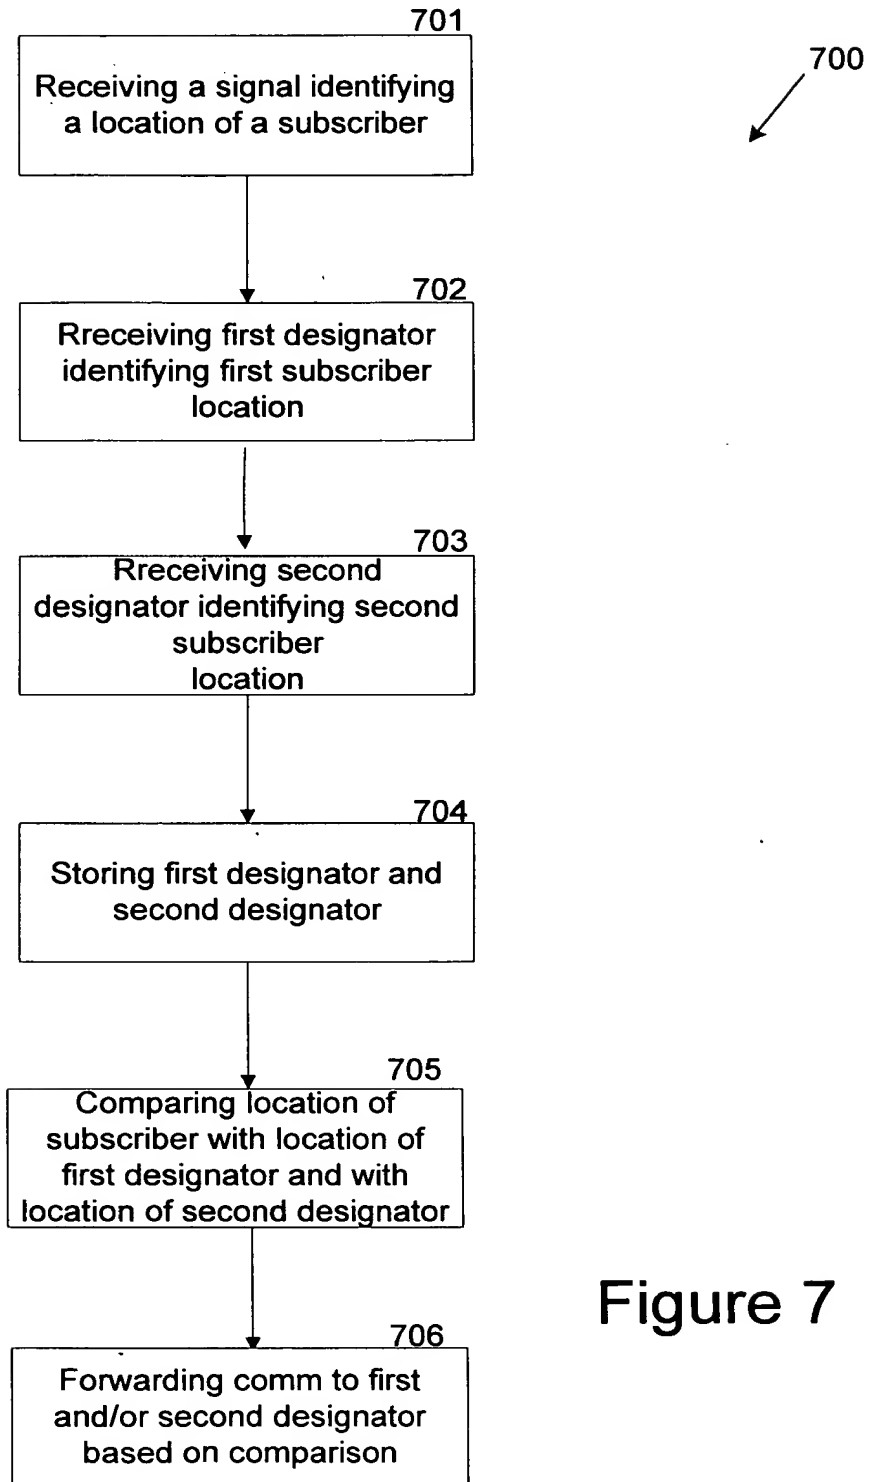 701
700
Receiving a signal identifying
a location of a subscriber
702
Rreceiving first designator
identifying first subscriber
location
703
Rreceiving second
designator identifying second
subscriber
location
704
Storing first designator and
second designator
705
Comparing location of
subscriber with location of
first designator and with
location of second designator
706
Forwarding comm to first
and/or second designator
based on comparison
Figure 7